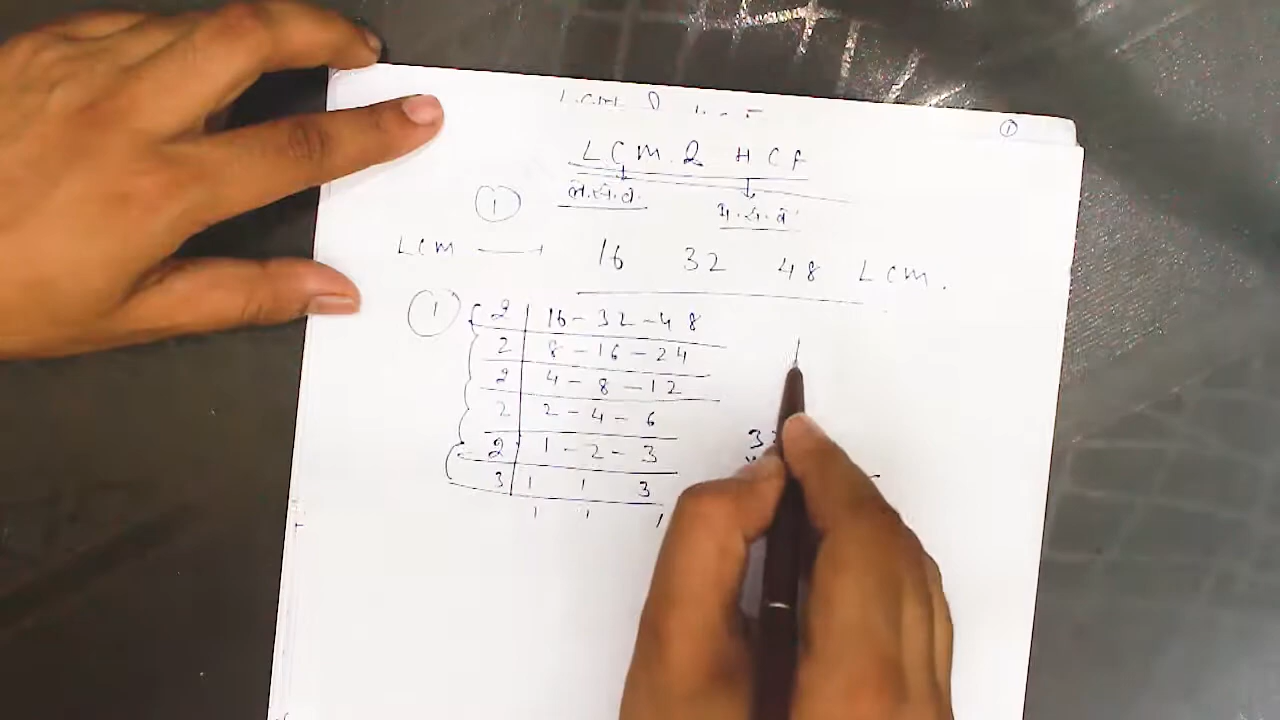 ①
LCM & HCF
①
LCM → 16 32 48 LCM.
① 2 | 16 - 32 - 48
2 | 8 - 16 - 24
2 | 4 - 8 - 12
2 | 2 - 4 - 6
2 | 1 - 2 - 3
3 | 1 1 3
1 1 1